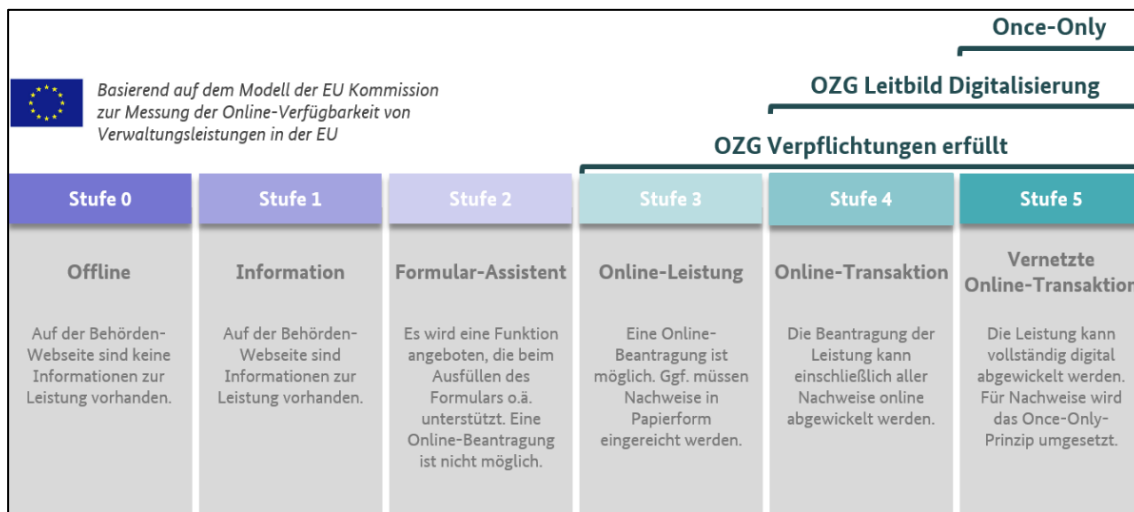 Once-Only
OZG Leitbild Digitalisierung
OZG Verpflichtungen erfüllt
Basierend auf dem Modell der EU Kommission
zur Messung der Online-Verfügbarkeit von
Verwaltungsleistungen in der EU
Stufe 0
Stufe 1
Stufe 2
Stufe 3
Stufe 4
Stufe 5
Offline
Auf der Behörden-
Webseite sind keine
Informationen zur
Leistung vorhanden.
Information
Auf der Behörden-
Webseite sind
Informationen zur
Leistung vorhanden.
Formular-Assistent
Es wird eine Funktion
angeboten, die beim
Ausfüllen des
Formulars o.ä.
unterstützt. Eine
Online-Beantragung
ist nicht möglich.
Online-Leistung
Eine Online-
Beantragung ist
möglich. Ggf. müssen
Nachweise in
Papierform
eingereicht werden.
Online-Transaktion
Die Beantragung der
Leistung kann
einschließlich aller
Nachweise online
abgewickelt werden.
Vernetzte
Online-Transaktion
Die Leistung kann
vollständig digital
abgewickelt werden.
Für Nachweise wird
das Once-Only-
Prinzip umgesetzt.